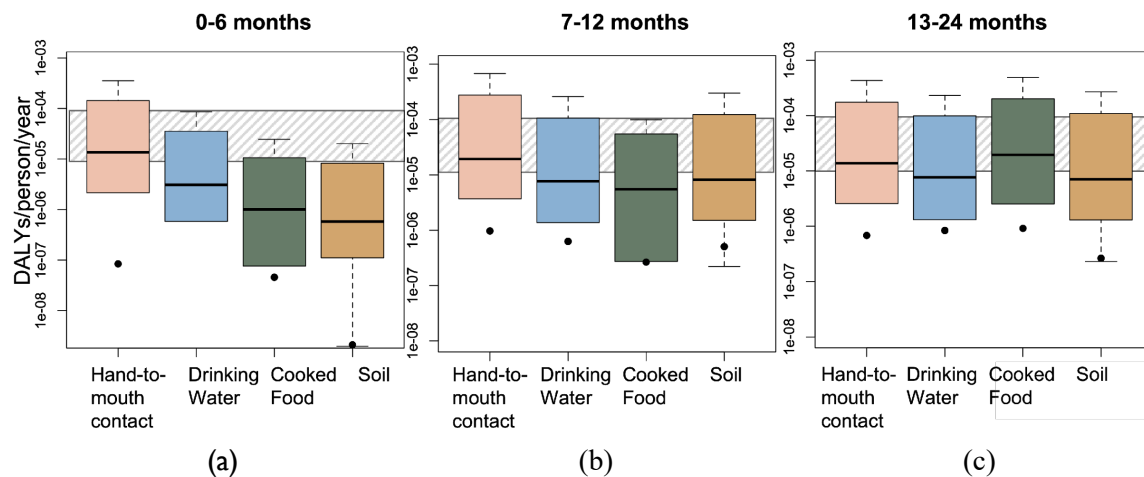 0-6 months
7-12 months
13-24 months
DALYs/person/year
1e-03
1e-04
1e-05
1e-06
1e-07
1e-08
1e-03
1e-04
1e-05
1e-06
1e-07
1e-08
1e-03
1e-04
1e-05
1e-06
1e-07
1e-08
Hand-to-
mouth
contact
Drinking
Water
Cooked
Food
Soil
Hand-to-
mouth
contact
Drinking
Water
Cooked
Food
Soil
Hand-to-
mouth
contact
Drinking
Water
Cooked
Food
Soil
(a)
(b)
(c)